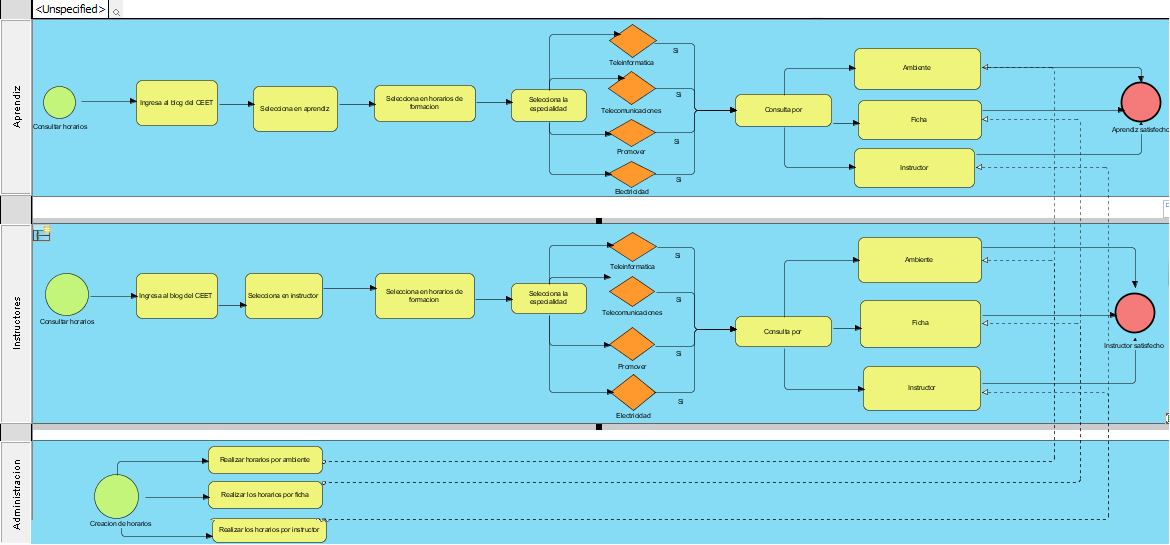 <Unspecified>
Aprendiz
Consultar horarios
Ingresa al blog del CEET
Selecciona en aprendiz
Selecciona en horarios de
formacion
Selecciona la
especialidad
Teleinformatica
Si
Telecomunicaciones
Si
Promover
Si
Electricidad
Si
Consulta por
Ambiente
Ficha
Instructor
Aprendiz satisfecho
Instructores
Consultar horarios
Ingresa al blog del CEET
Selecciona en instructor
Selecciona en horarios de
formacion
Selecciona la
especialidad
Teleinformatica
Si
Telecomunicaciones
Si
Promover
Si
Electricidad
Si
Consulta por
Ambiente
Ficha
Instructor
Instructor satisfecho
Administracion
Creacion de horarios
Realizar horarios por ambiente
Realizar los horarios por ficha
Realizar los horarios por instructor